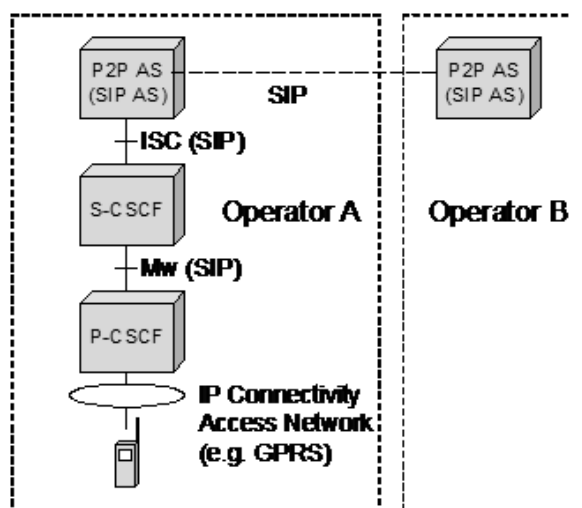 P2P AS
(SIP AS)
SIP
P2P AS
(SIP AS)
ISC (SIP)
S-CSCF
Operator A
Operator B
Mw (SIP)
P-CSCF
IP Connectivity
Access Network
(e.g. GPRS)